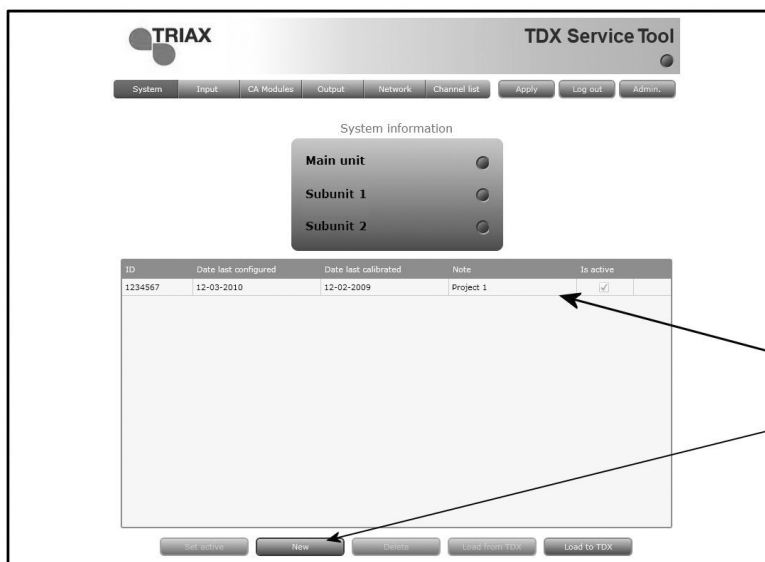 TRIAX
TDX Service Tool
System Input CA Modules Output Network Channel list Apply Log out Admin.
System information
Main unit
Subunit 1
Subunit 2
ID Date last configured Date last calibrated Note Is active
1234567 12-03-2010 12-02-2009 Project 1
Set active New Delete Load from TDX Load to TDX